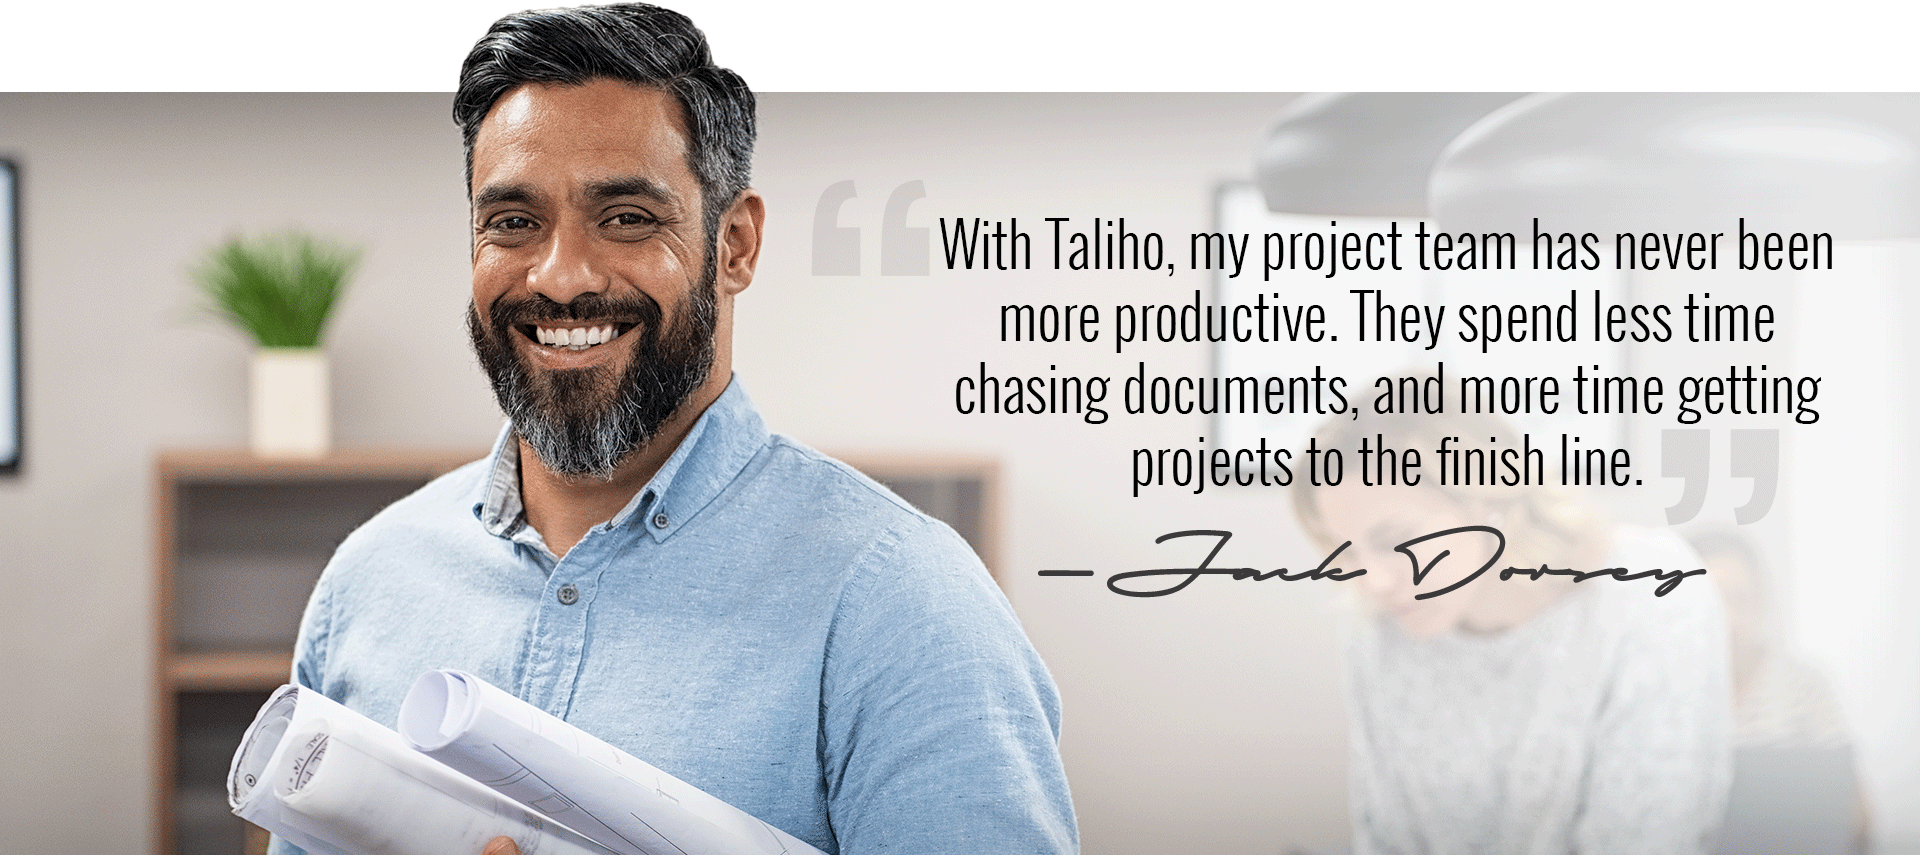 “With Taliho, my project team has never been
more productive. They spend less time
chasing documents, and more time getting
projects to the finish line.”
— Jack Dorsey